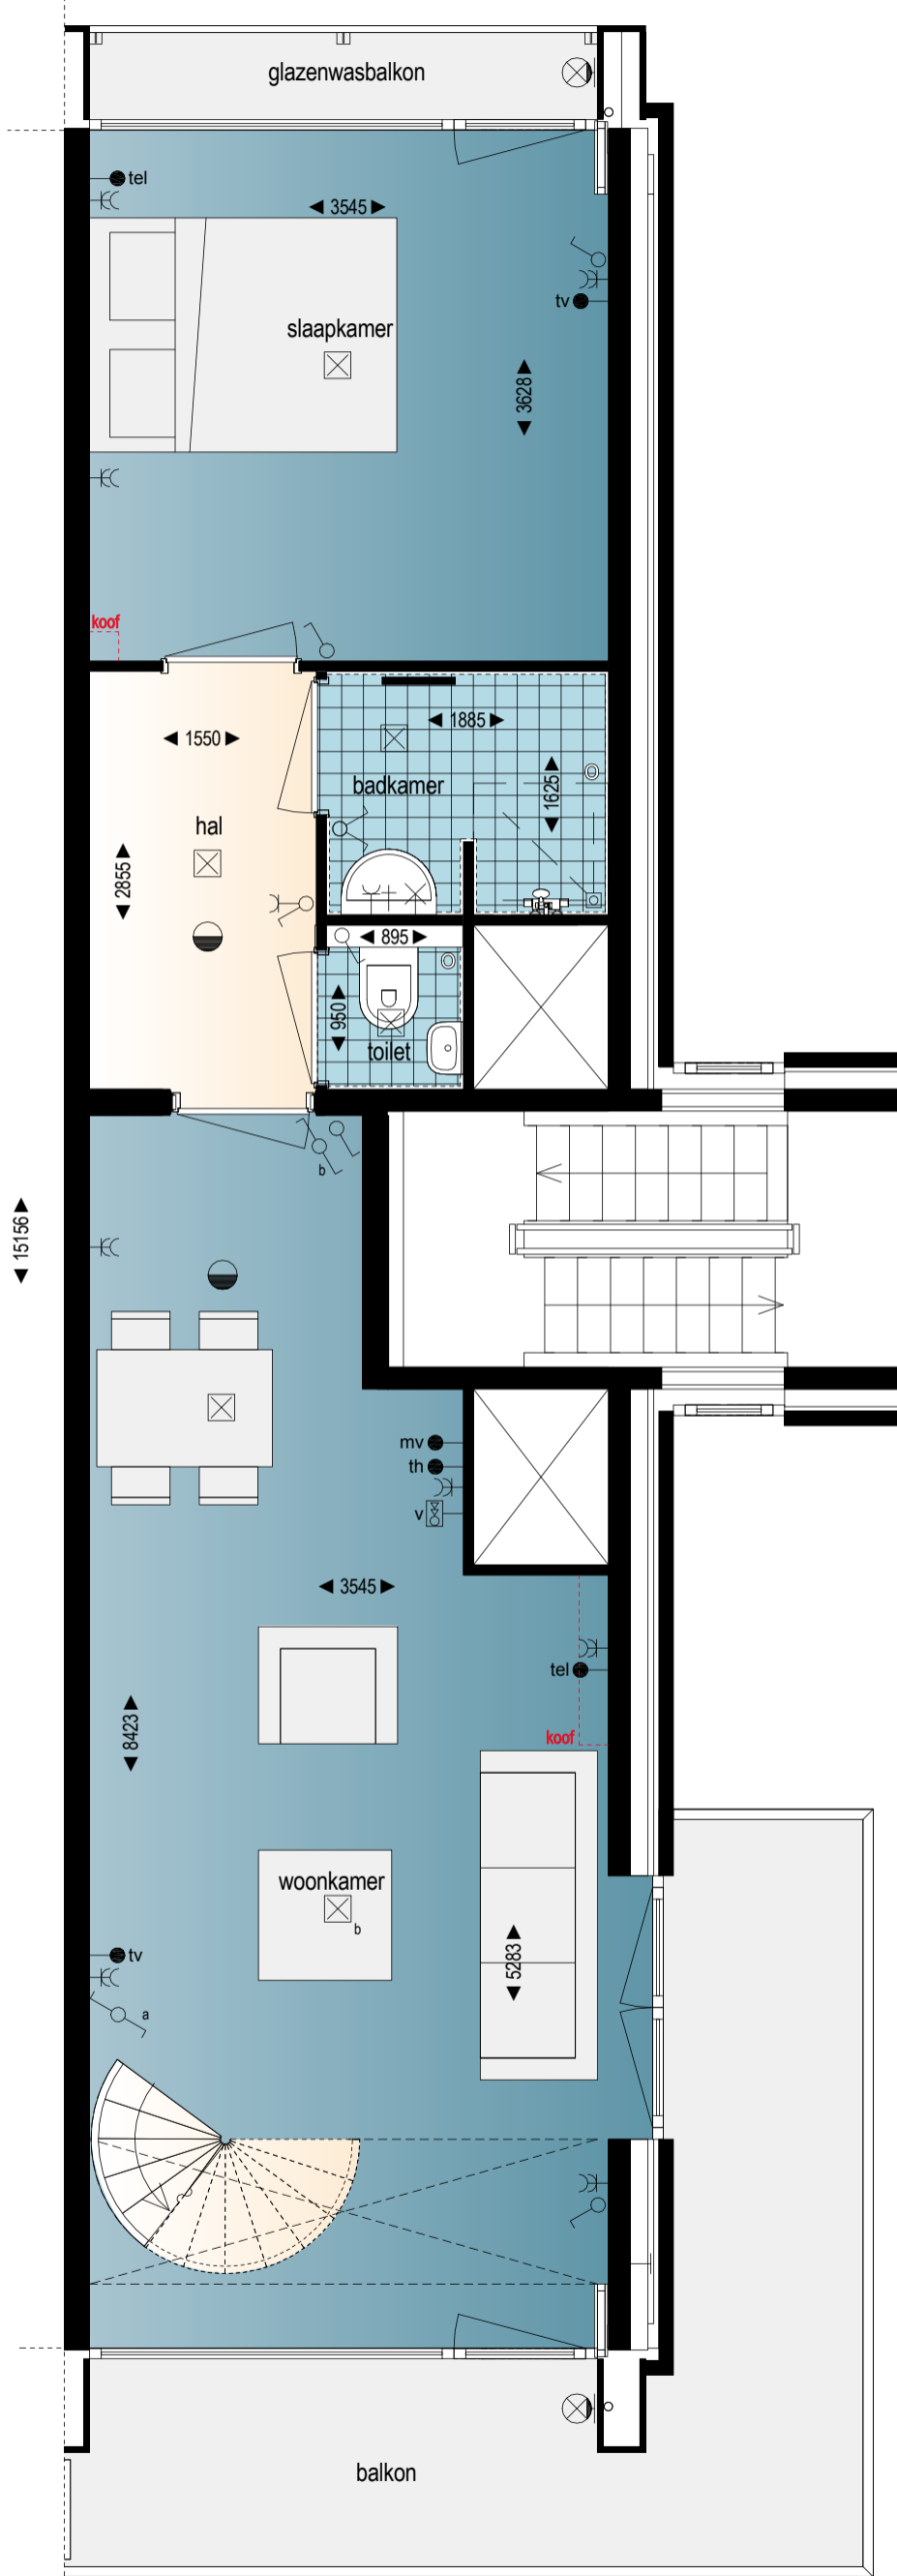 glazenwasbalkon
tel
3545
tv
slaapkamer
3628
koof
1885
1550
1625
badkamer
hal
2855
895
950
toilet
b
15156
mv
th
v
3545
tel
8423
koof
woonkamer
b
5283
tv
a
balkon